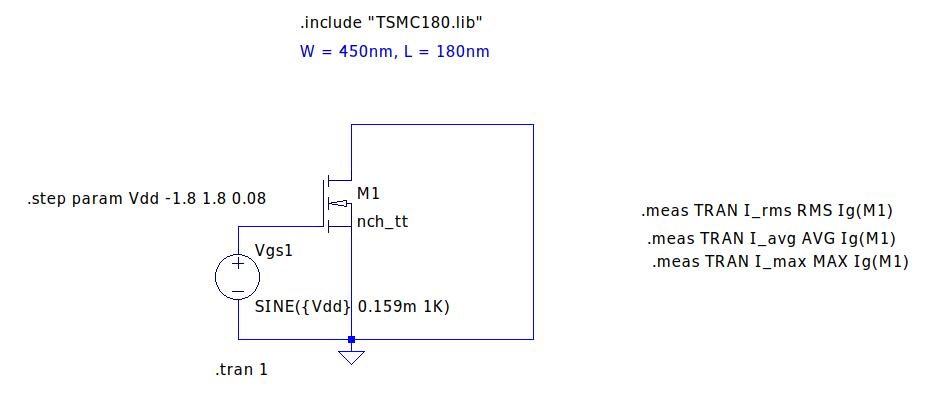 .include "TSMC180.lib"
W = 450nm, L = 180nm
.step param Vdd -1.8 1.8 0.08
M1
nch_tt
Vgs1
SINE({Vdd} 0.159m 1K)
.tran 1
.meas TRAN I_rms RMS Ig(M1)
.meas TRAN I_avg AVG Ig(M1)
.meas TRAN I_max MAX Ig(M1)